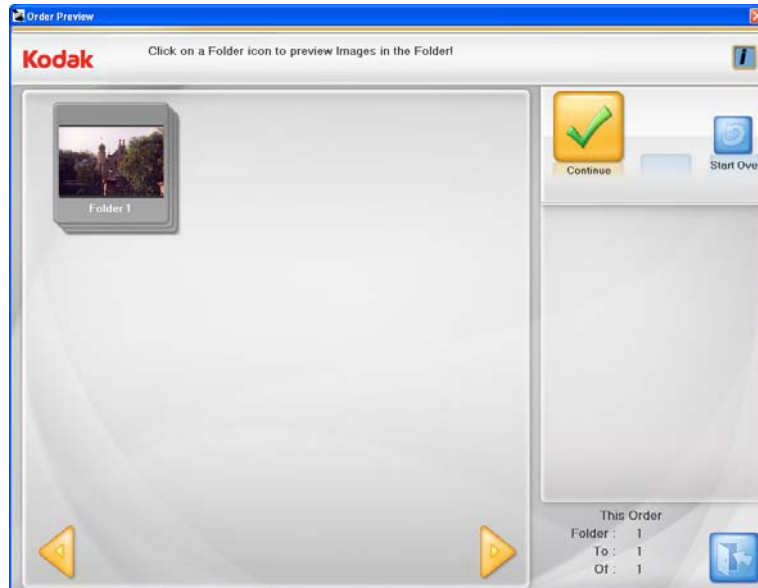 Order Preview
Kodak
Click on a Folder icon to preview Images in the Folder!
i
Folder 1
Continue
Start Ove
This Order
Folder : 1
To : 1
Of : 1